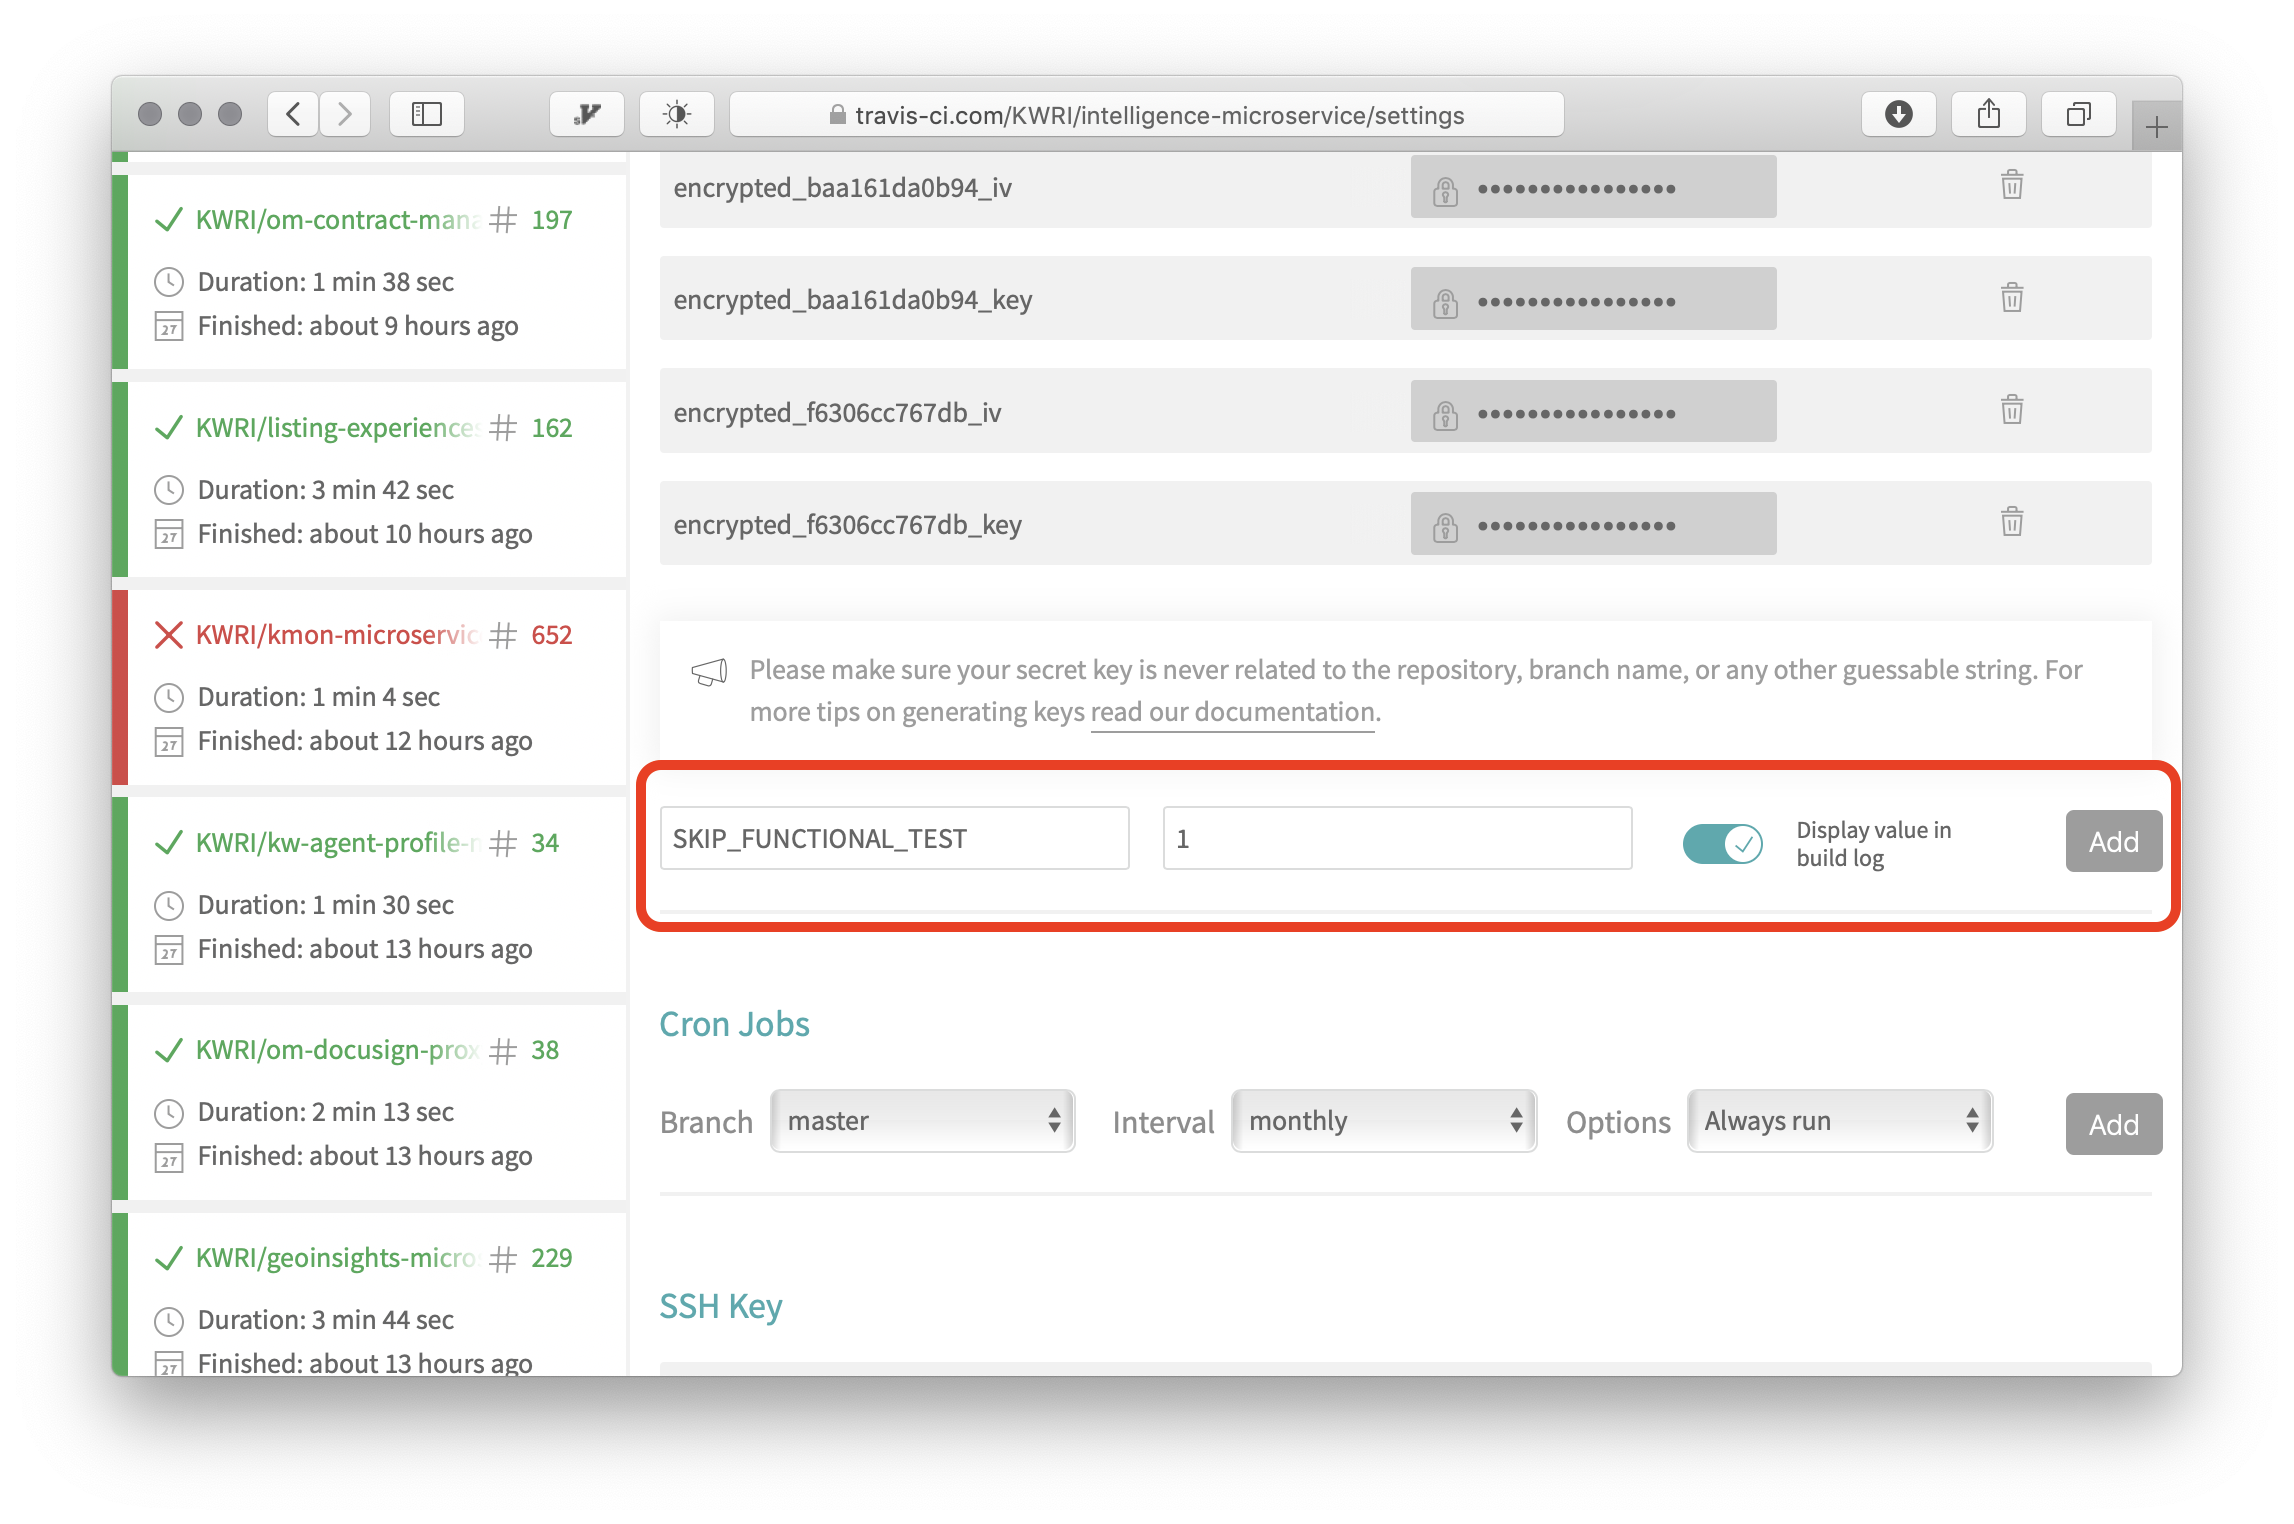 travis-ci.com/KWRI/intelligence-microservice/settings
KWRI/om-contract-mana # 197
Duration: 1 min 38 sec
27 Finished: about 9 hours ago
KWRI/listing-experiences # 162
Duration: 3 min 42 sec
27 Finished: about 10 hours ago
KWRI/kmon-microservic # 652
Duration: 1 min 4 sec
27 Finished: about 12 hours ago
KWRI/kw-agent-profile-m # 34
Duration: 1 min 30 sec
27 Finished: about 13 hours ago
KWRI/om-docusign-prox # 38
Duration: 2 min 13 sec
27 Finished: about 13 hours ago
KWRI/geoinsights-micros # 229
Duration: 3 min 44 sec
27 Finished: about 13 hours ago
encrypted_baa161da0b94_iv ••••••••••••••••
encrypted_baa161da0b94_key ••••••••••••••••
encrypted_f6306cc767db_iv ••••••••••••••••
encrypted_f6306cc767db_key ••••••••••••••••
Please make sure your secret key is never related to the repository, branch name, or any other guessable string. For
more tips on generating keys read our documentation.
SKIP_FUNCTIONAL_TEST 1 Display value in
build log
Add
Cron Jobs
Branch master Interval monthly Options Always run Add
SSH Key